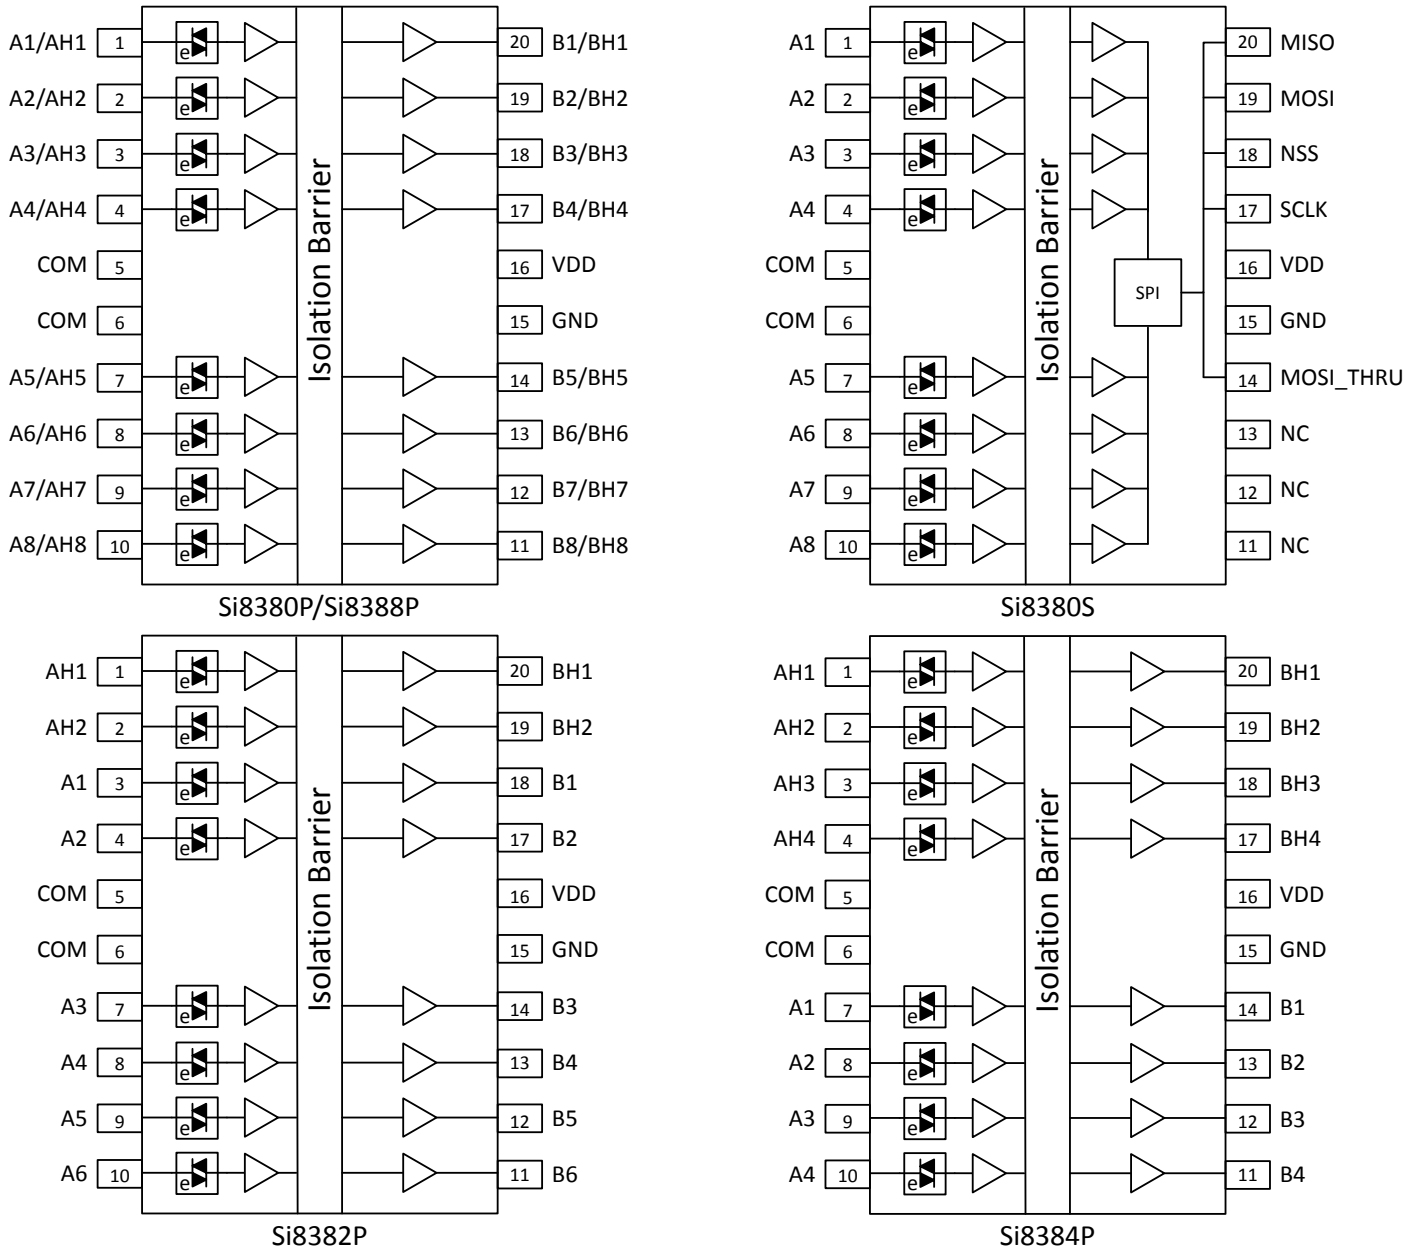 A1/AH1 1 e 20 B1/BH1
A2/AH2 2 e 19 B2/BH2
A3/AH3 3 e 18 B3/BH3
A4/AH4 4 e 17 B4/BH4
COM 5 16 VDD
COM 6 15 GND
A5/AH5 7 e 14 B5/BH5
A6/AH6 8 e 13 B6/BH6
A7/AH7 9 e 12 B7/BH7
A8/AH8 10 e 11 B8/BH8
Isolation Barrier
Si8380P/Si8388P
A1 1 e 20 MISO
A2 2 e 19 MOSI
A3 3 e 18 NSS
A4 4 e 17 SCLK
COM 5 16 VDD
SPI
COM 6 15 GND
A5 7 e 14 MOSI_THRU
A6 8 e 13 NC
A7 9 e 12 NC
A8 10 e 11 NC
Isolation Barrier
Si8380S
AH1 1 e 20 BH1
AH2 2 e 19 BH2
A1 3 e 18 B1
A2 4 e 17 B2
COM 5 16 VDD
COM 6 15 GND
A3 7 e 14 B3
A4 8 e 13 B4
A5 9 e 12 B5
A6 10 e 11 B6
Isolation Barrier
Si8382P
AH1 1 e 20 BH1
AH2 2 e 19 BH2
AH3 3 e 18 BH3
AH4 4 e 17 BH4
COM 5 16 VDD
COM 6 15 GND
A1 7 e 14 B1
A2 8 e 13 B2
A3 9 e 12 B3
A4 10 e 11 B4
Isolation Barrier
Si8384P